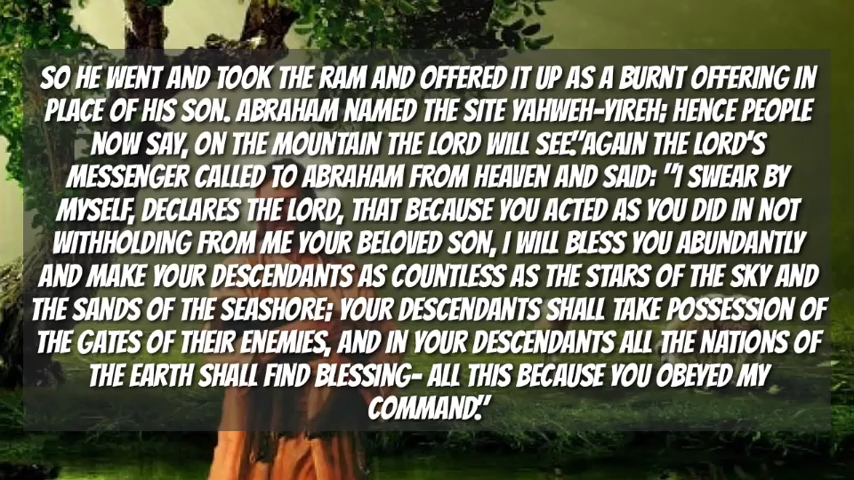 SO HE WENT AND TOOK THE RAM AND OFFERED IT UP AS A BURNT OFFERING IN
PLACE OF HIS SON. ABRAHAM NAMED THE SITE YAHWEH-YIREH; HENCE PEOPLE
NOW SAY, ON THE MOUNTAIN THE LORD WILL SEE."AGAIN THE LORD'S
MESSENGER CALLED TO ABRAHAM FROM HEAVEN AND SAID: "I SWEAR BY
MYSELF, DECLARES THE LORD, THAT BECAUSE YOU ACTED AS YOU DID IN NOT
WITHHOLDING FROM ME YOUR BELOVED SON, I WILL BLESS YOU ABUNDANTLY
AND MAKE YOUR DESCENDANTS AS COUNTLESS AS THE STARS OF THE SKY AND
THE SANDS OF THE SEASHORE; YOUR DESCENDANTS SHALL TAKE POSSESSION OF
THE GATES OF THEIR ENEMIES, AND IN YOUR DESCENDANTS ALL THE NATIONS OF
THE EARTH SHALL FIND BLESSING- ALL THIS BECAUSE YOU OBEYED MY
COMMAND."